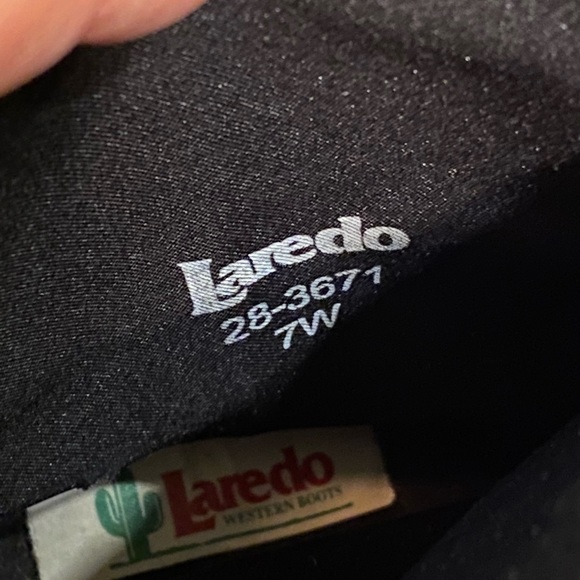 Laredo
28-3671
7W
Laredo
WESTERN BOOTS